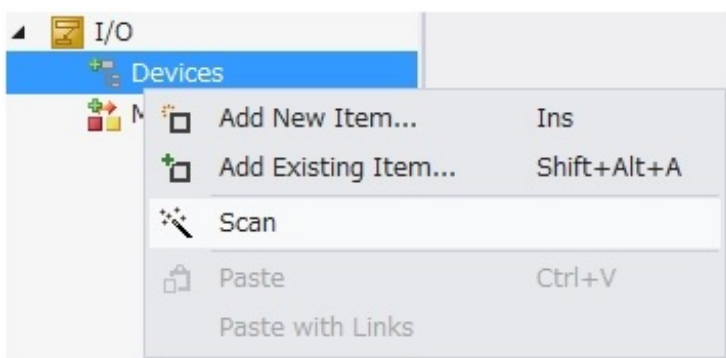 I/O
Devices
M
Add New Item... Ins
Add Existing Item... Shift+Alt+A
Scan
Paste Ctrl+V
Paste with Links